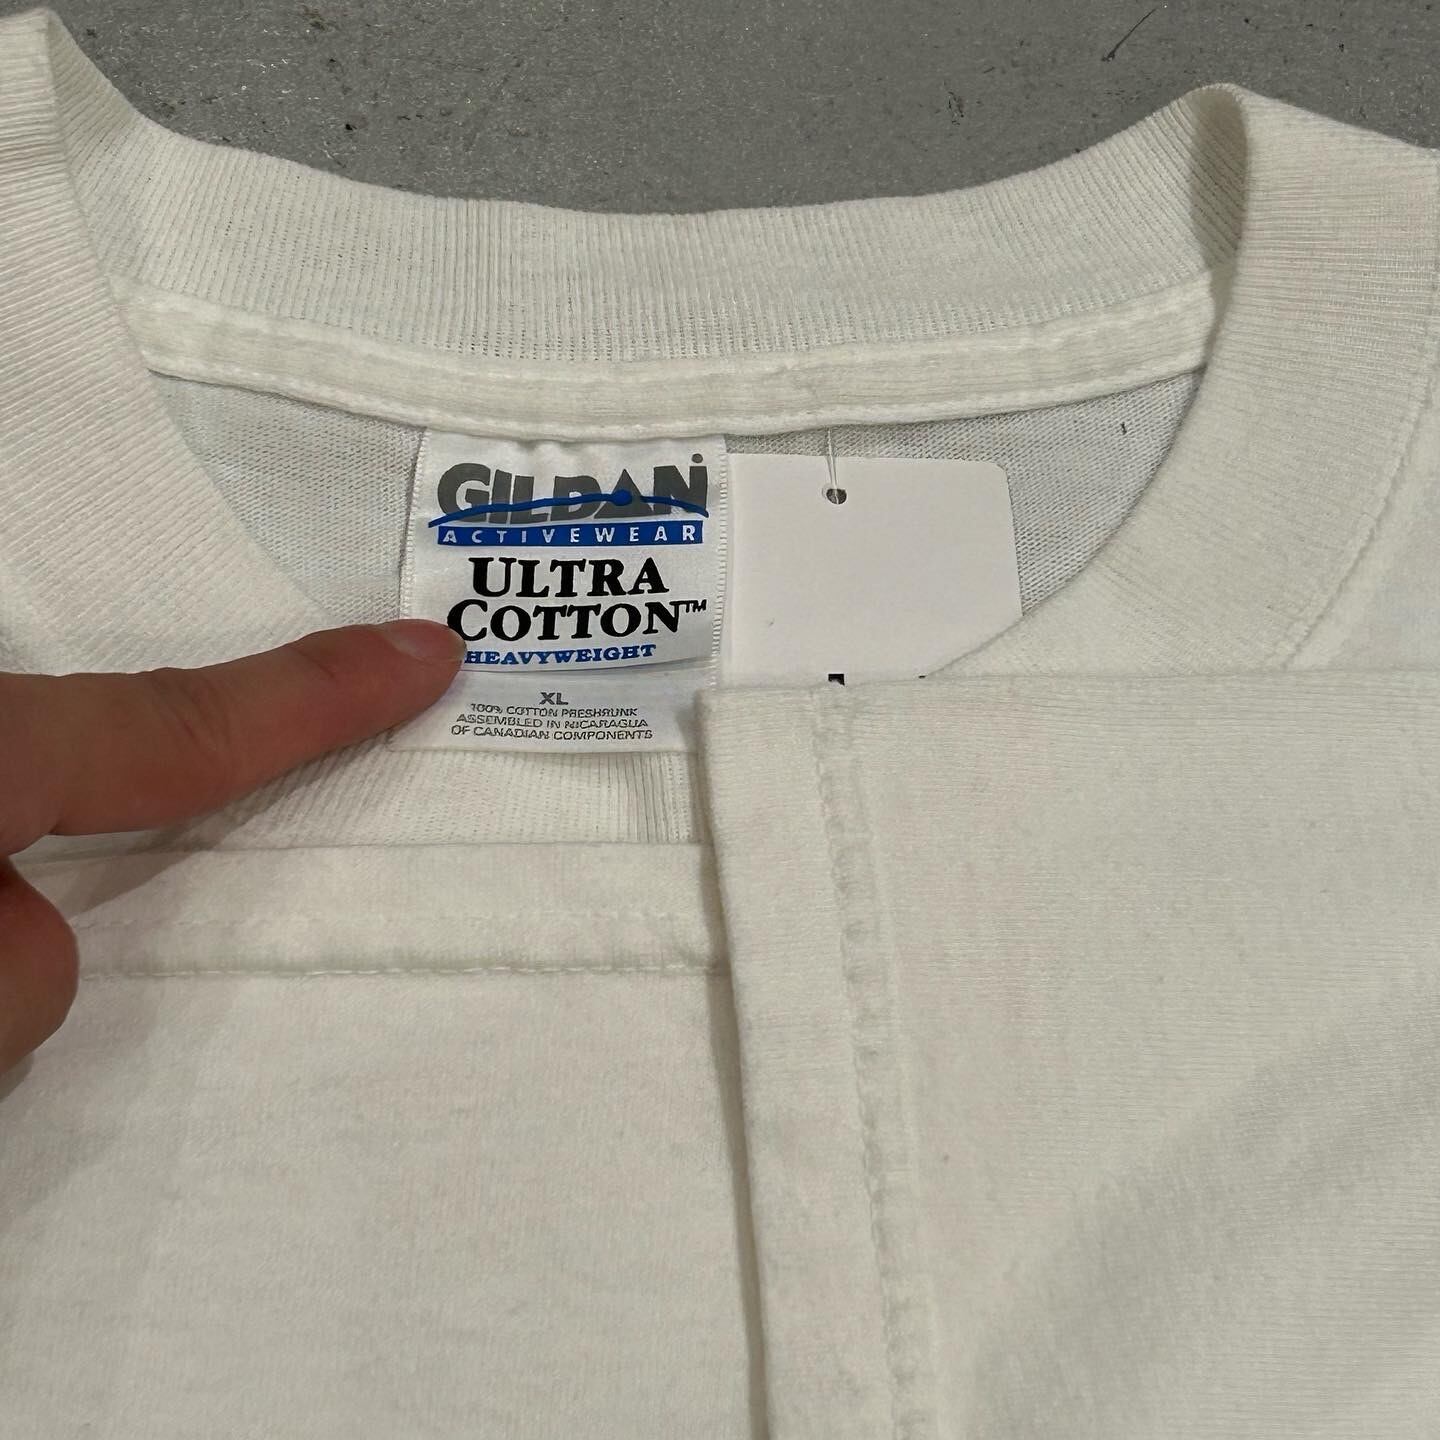 GILDAN
ACTIVEWEAR
ULTRA
COTTON™
HEAVYWEIGHT
XL
100% COTTON PRESHRUNK
ASSEMBLED IN NICARAGUA
OF CANADIAN COMPONENTS